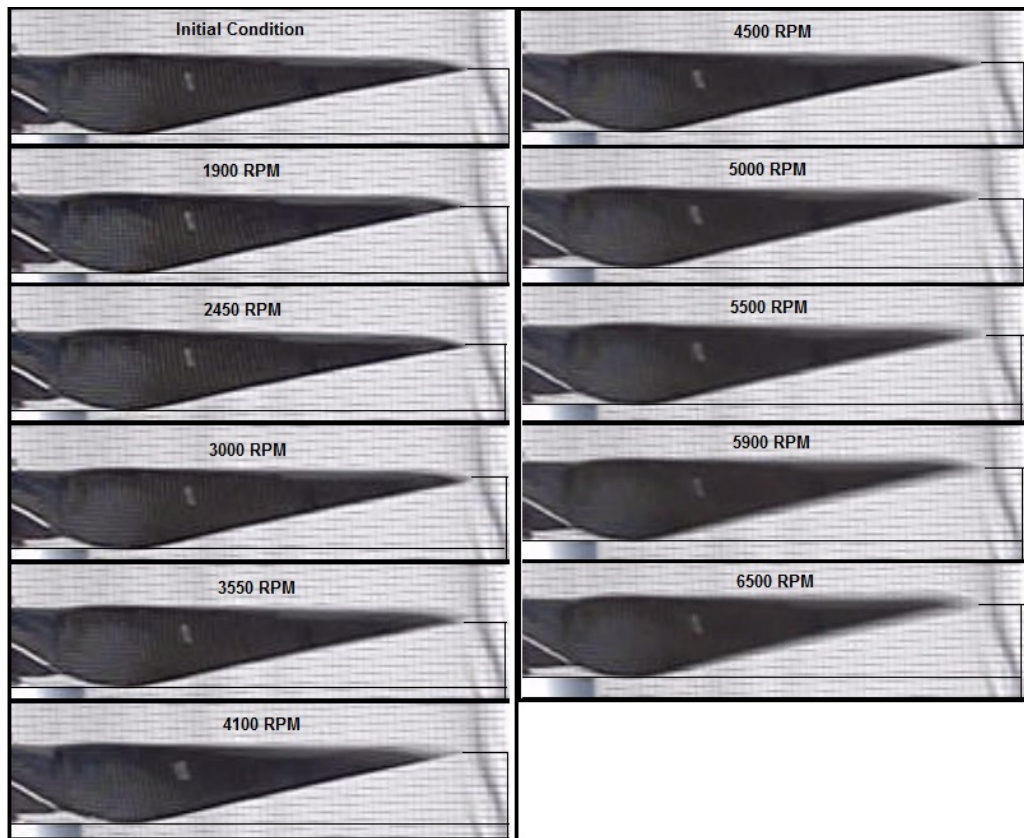 Initial Condition
1900 RPM
2450 RPM
3000 RPM
3550 RPM
4100 RPM
4500 RPM
5000 RPM
5500 RPM
5900 RPM
6500 RPM